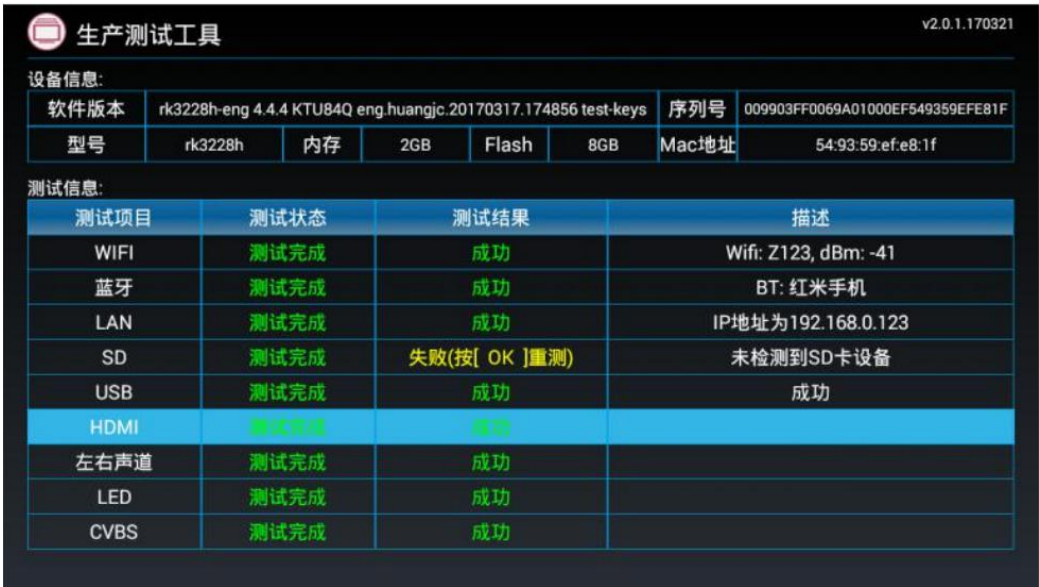 生产测试工具 v2.0.1.170321
设备信息:
软件版本 rk3228h-eng 4.4.4 KTU84Q eng.huangjc.20170317.174856 test-keys 序列号 009903FF0069A01000EF549359EFE81F
型号 rk3228h 内存 2GB Flash 8GB Mac地址 54:93:59:ef:e8:1f
测试信息:
测试项目 测试状态 测试结果 描述
WIFI 测试完成 成功 Wifi: Z123, dBm: -41
蓝牙 测试完成 成功 BT: 红米手机
LAN 测试完成 成功 IP地址为192.168.0.123
SD 测试完成 失败(按[ OK ]重测) 未检测到SD卡设备
USB 测试完成 成功 成功
HDMI 测试完成 成功
左右声道 测试完成 成功
LED 测试完成 成功
CVBS 测试完成 成功